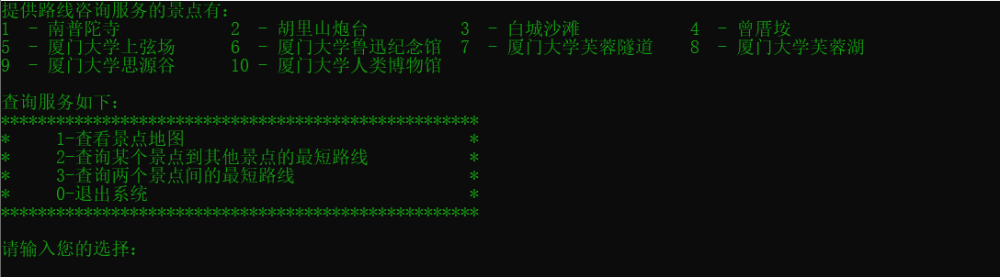 提供路线咨询服务的景点有：
1  - 南普陀寺            2  - 胡里山炮台          3  - 白城沙滩            4  - 曾厝垵
5  - 厦门大学上弦场      6  - 厦门大学鲁迅纪念馆  7  - 厦门大学芙蓉隧道    8  - 厦门大学芙蓉湖
9  - 厦门大学思源谷      10 - 厦门大学人类博物馆
查询服务如下：
****************************************************
*     1-查看景点地图                               *
*     2-查询某个景点到其他景点的最短路线           *
*     3-查询两个景点间的最短路线                   *
*     0-退出系统                                   *
****************************************************
请输入您的选择：